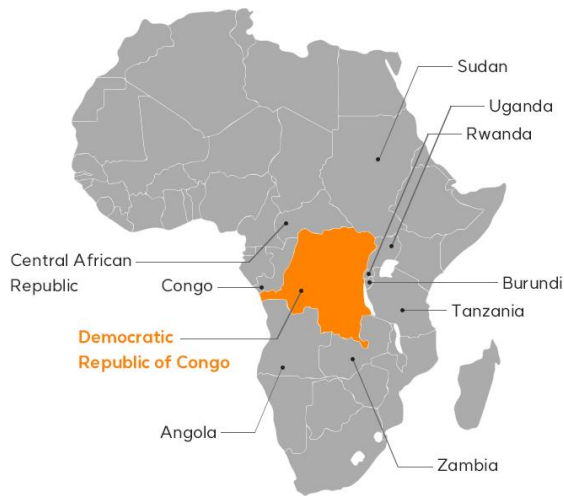 Sudan
Uganda
Rwanda
Central African
Republic
Congo
Burundi
Tanzania
Democratic
Republic of Congo
Angola
Zambia